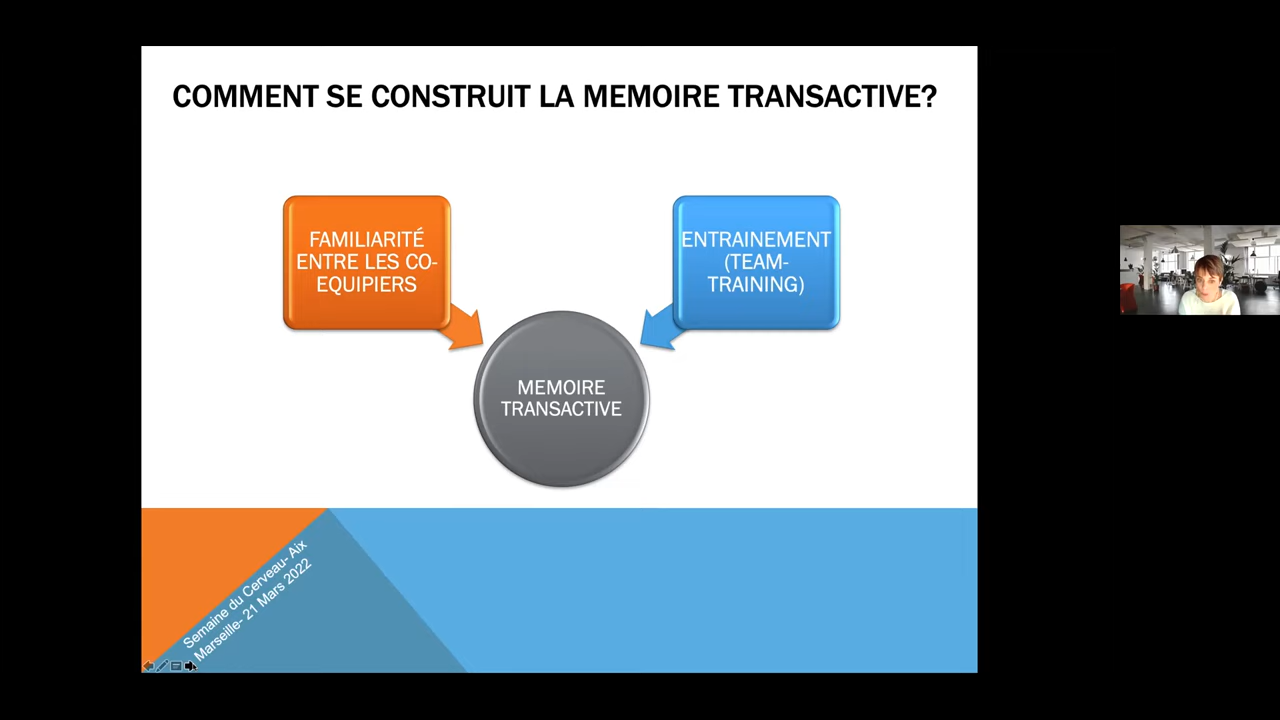 COMMENT SE CONSTRUIT LA MEMOIRE TRANSACTIVE?
FAMILIARITÉ
ENTRE LES CO-
EQUIPIERS
ENTRAINEMENT
(TEAM-
TRAINING)
MEMOIRE
TRANSACTIVE
Semaine du Cerveau- Aix
Marseille- 21 Mars 2022